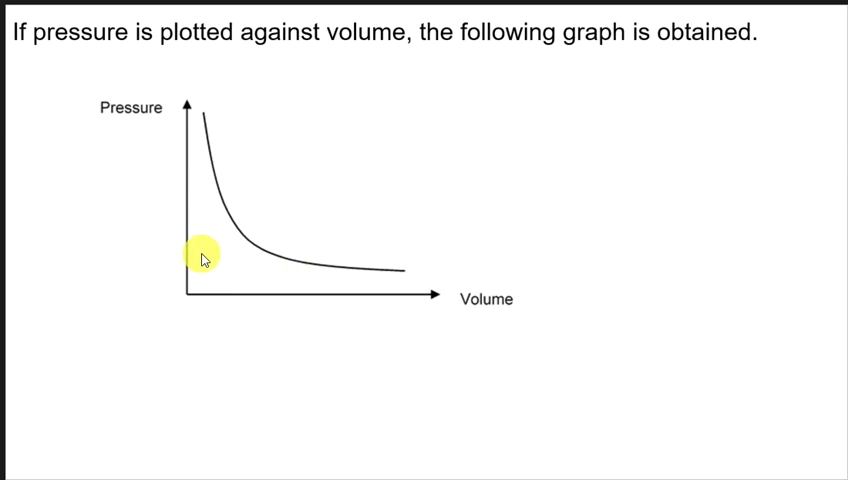 If pressure is plotted against volume, the following graph is obtained.
Pressure
Volume